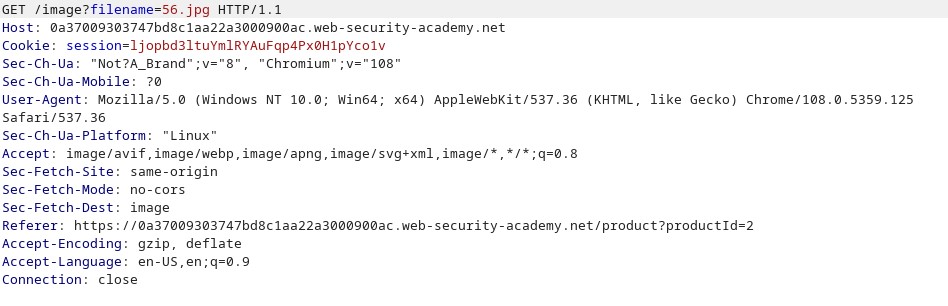 GET /image?filename=56.jpg HTTP/1.1
Host: 0a37009303747bd8c1aa22a3000900ac.web-security-academy.net
Cookie: session=ljopbd3ltuYmlRYAuFqp4Px0H1pYco1v
Sec-Ch-Ua: "Not?A_Brand";v="8", "Chromium";v="108"
Sec-Ch-Ua-Mobile: ?0
User-Agent: Mozilla/5.0 (Windows NT 10.0; Win64; x64) AppleWebKit/537.36 (KHTML, like Gecko) Chrome/108.0.5359.125
Safari/537.36
Sec-Ch-Ua-Platform: "Linux"
Accept: image/avif,image/webp,image/apng,image/svg+xml,image/*,*/*;q=0.8
Sec-Fetch-Site: same-origin
Sec-Fetch-Mode: no-cors
Sec-Fetch-Dest: image
Referer: https://0a37009303747bd8c1aa22a3000900ac.web-security-academy.net/product?productId=2
Accept-Encoding: gzip, deflate
Accept-Language: en-US,en;q=0.9
Connection: close